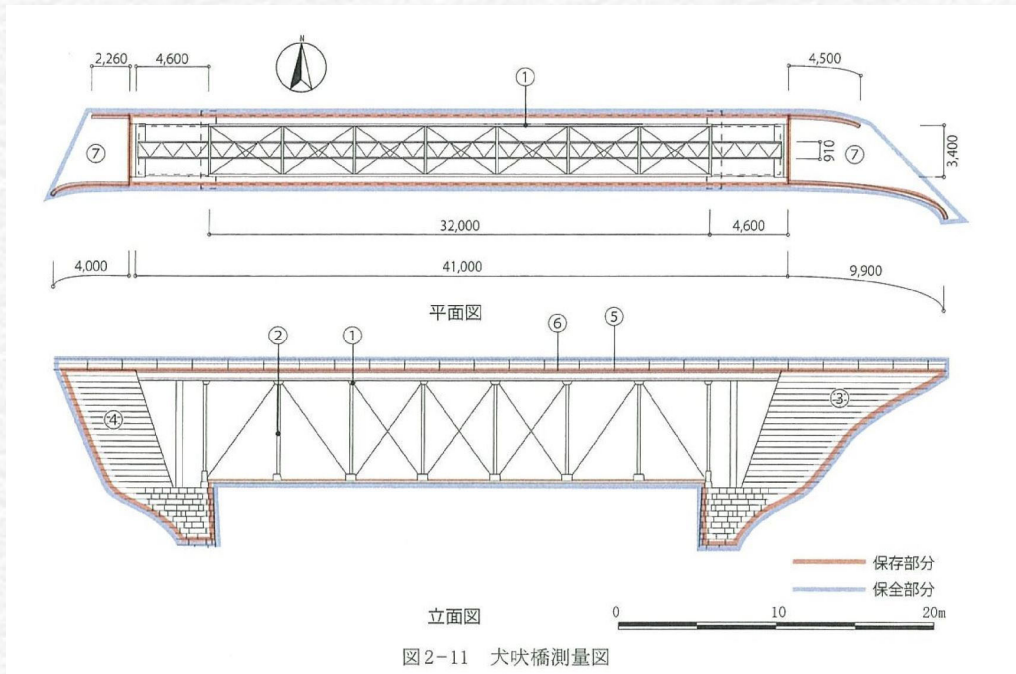 N
2,260
4,600
4,500
①
⑦
⑦
910
3,400
32,000
4,600
4,000
41,000
9,900
平面図
②
①
⑥
⑤
④
③
保存部分
保全部分
立面図
0 10 20m
図2-11 犬吠橋測量図